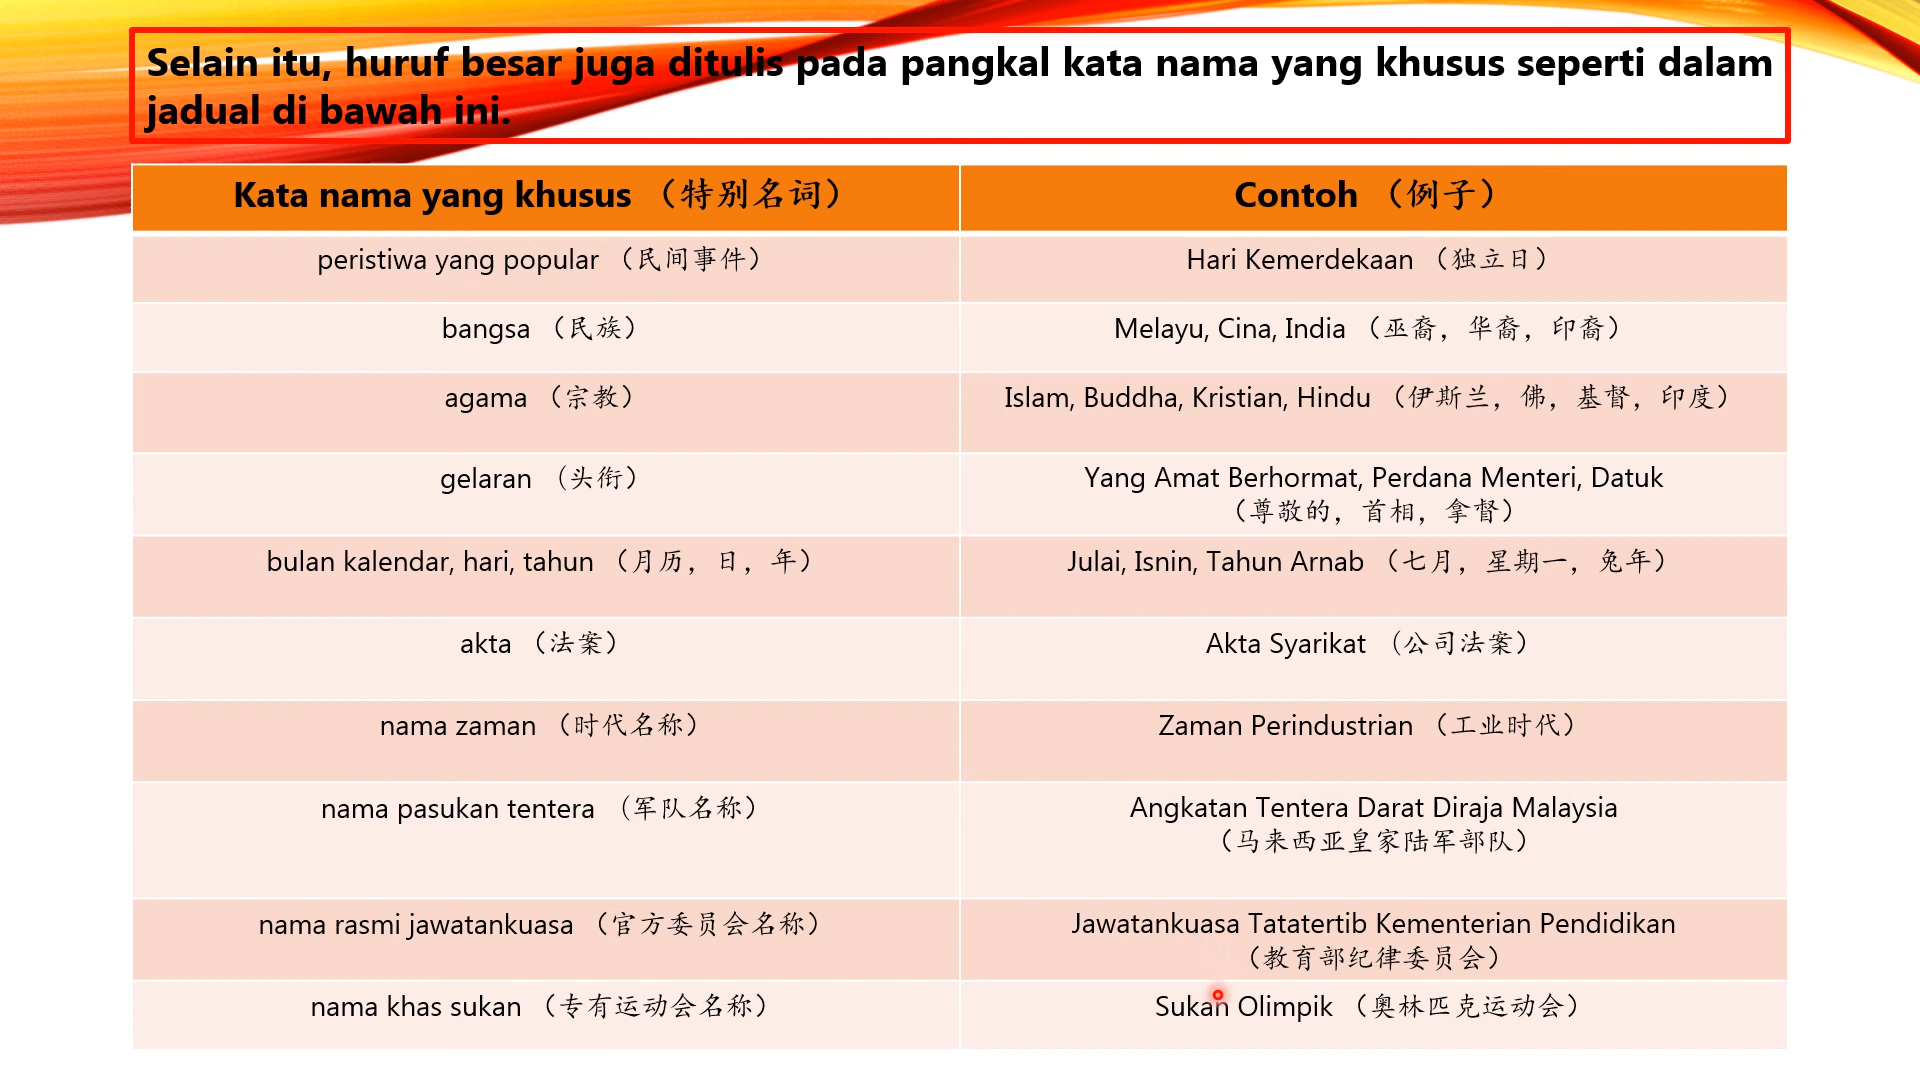 Selain itu, huruf besar juga ditulis pada pangkal kata nama yang khusus seperti dalam
jadual di bawah ini.
Kata nama yang khusus （特别名词）
Contoh （例子）
peristiwa yang popular （民间事件）
Hari Kemerdekaan （独立日）
bangsa （民族）
Melayu, Cina, India （巫裔，华裔，印裔）
agama （宗教）
Islam, Buddha, Kristian, Hindu （伊斯兰，佛，基督，印度）
gelaran （头衔）
Yang Amat Berhormat, Perdana Menteri, Datuk
（尊敬的，首相，拿督）
bulan kalendar, hari, tahun （月历，日，年）
Julai, Isnin, Tahun Arnab （七月，星期一，兔年）
akta （法案）
Akta Syarikat （公司法案）
nama zaman （时代名称）
Zaman Perindustrian （工业时代）
nama pasukan tentera （军队名称）
Angkatan Tentera Darat Diraja Malaysia
（马来西亚皇家陆军部队）
nama rasmi jawatankuasa （官方委员会名称）
Jawatankuasa Tatatertib Kementerian Pendidikan
（教育部纪律委员会）
nama khas sukan （专有运动会名称）
Sukan Olimpik （奥林匹克运动会）